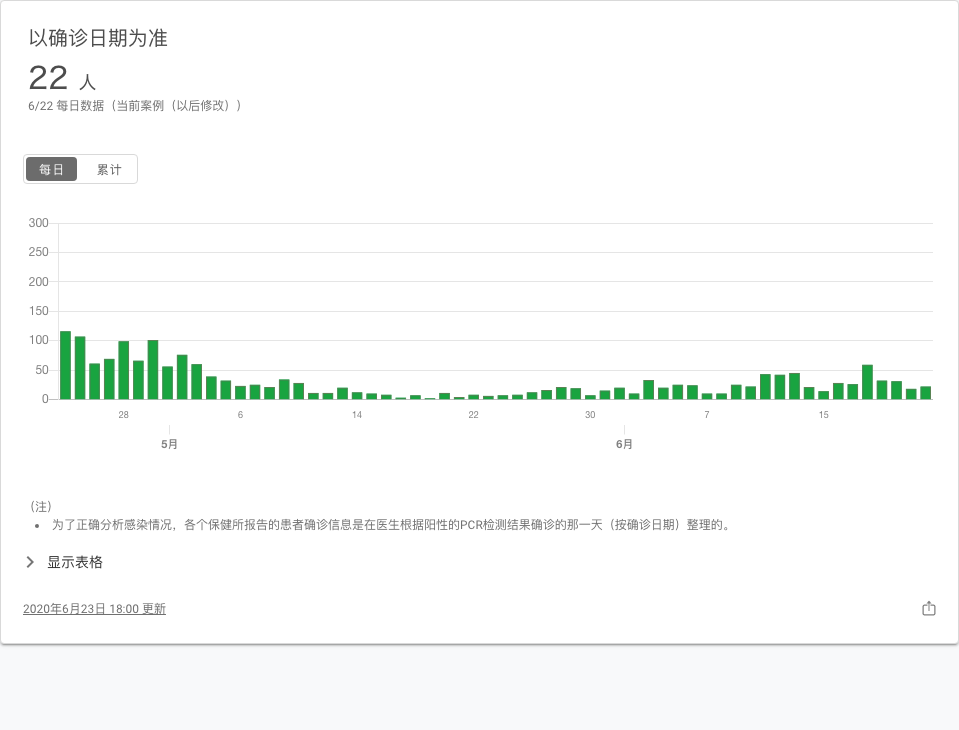 以确诊日期为准
22 人
6/22 每日数据（当前案例（以后修改））
每日 累计
300
250
200
150
100
50
0
28 6 14 22 30 7 15
5月 6月
（注）
• 为了正确分析感染情况，各个保健所报告的患者确诊信息是在医生根据阳性的PCR检测结果确诊的那一天（按确诊日期）整理的。
显示表格
2020年6月23日 18:00 更新